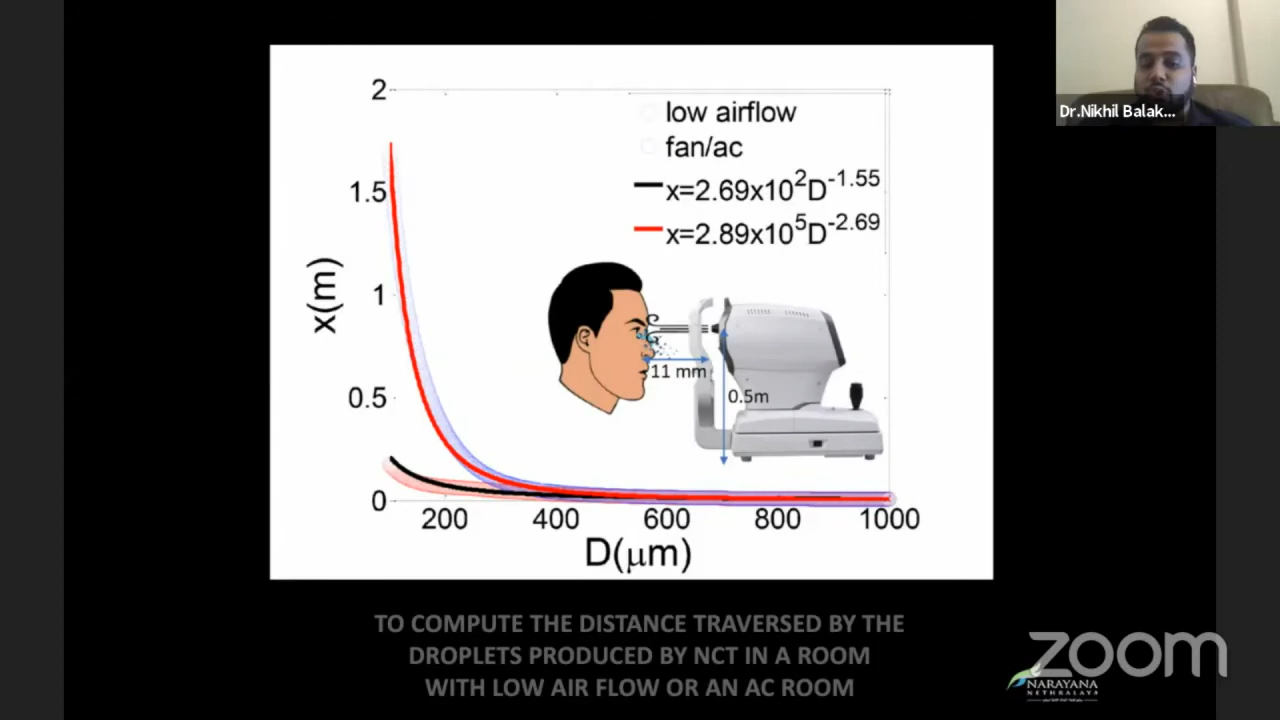 Dr.Nikhil Balak...
2
1.5
1
0.5
0
x(m)
low airflow
fan/ac
x=2.69x10²D⁻¹·⁵⁵
x=2.89x10⁵D⁻²·⁶⁹
11 mm
0.5m
200 400 600 800 1000
D(μm)
TO COMPUTE THE DISTANCE TRAVERSED BY THE
DROPLETS PRODUCED BY NCT IN A ROOM
WITH LOW AIR FLOW OR AN AC ROOM
zoom
NARAYANA
NETHRALAYA